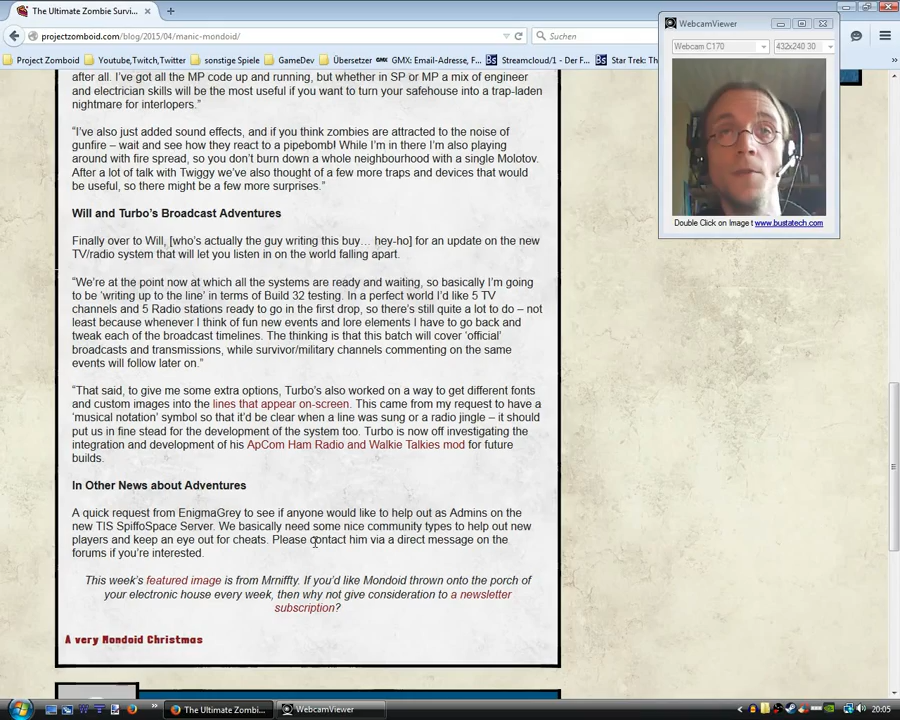 The Ultimate Zombie Survi...
projectzomboid.com/blog/2015/04/manic-mondoid/
Suchen
Project Zomboid
Youtube,Twitch,Twitter
sonstige Spiele
GameDev
Übersetzer
GMX: Email-Adresse, F...
Streamcloud/1 - Der F...
Star Trek: Th
WebcamViewer
Webcam C170
432x240 30
Double Click on Image t www.bustatech.com
after all. I've got all the MP code up and running, but whether in SP or MP a mix of engineer
and electrician skills will be the most useful if you want to turn your safehouse into a trap-laden
nightmare for interlopers.”
“I've also just added sound effects, and if you think zombies are attracted to the noise of
gunfire – wait and see how they react to a pipebomb! While I'm in there I'm also playing
around with fire spread, so you don't burn down a whole neighbourhood with a single Molotov.
After a lot of talk with Twiggy we've also thought of a few more traps and devices that would
be useful, so there might be a few more surprises.”
Will and Turbo's Broadcast Adventures
Finally over to Will, [who's actually the guy writing this buy… hey-ho] for an update on the new
TV/radio system that will let you listen in on the world falling apart.
“We're at the point now at which all the systems are ready and waiting, so basically I'm going
to be 'writing up to the line' in terms of Build 32 testing. In a perfect world I'd like 5 TV
channels and 5 Radio stations ready to go in the first drop, so there's still quite a lot to do – not
least because whenever I think of fun new events and lore elements I have to go back and
tweak each of the broadcast timelines. The thinking is that this batch will cover 'official'
broadcasts and transmissions, while survivor/military channels commenting on the same
events will follow later on.”
“That said, to give me some extra options, Turbo's also worked on a way to get different fonts
and custom images into the lines that appear on-screen. This came from my request to have a
'musical notation' symbol so that it'd be clear when a line was sung or a radio jingle – it should
put us in fine stead for the development of the system too. Turbo is now off investigating the
integration and development of his ApCom Ham Radio and Walkie Talkies mod for future
builds.
In Other News about Adventures
A quick request from EnigmaGrey to see if anyone would like to help out as Admins on the
new TIS SpiffoSpace Server. We basically need some nice community types to help out new
players and keep an eye out for cheats. Please contact him via a direct message on the
forums if you're interested.
This week's featured image is from Mrniffty. If you'd like Mondoid thrown onto the porch of
your electronic house every week, then why not give consideration to a newsletter
subscription?
A very Mondoid Christmas
The Ultimate Zombi...
WebcamViewer
20:05